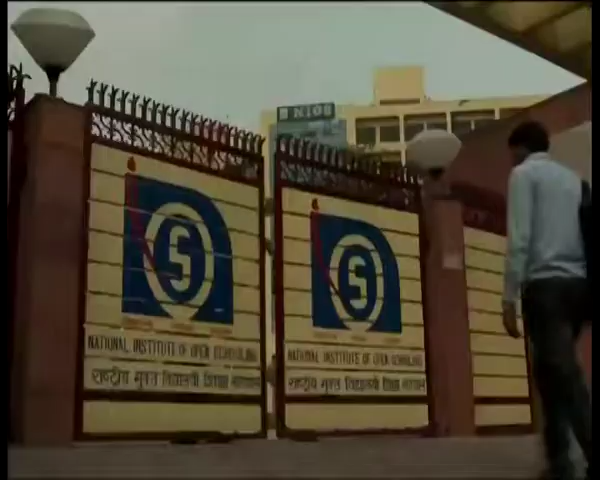 NIOS
NATIONAL INSTITUTE OF OPEN SCHOOLING
राष्ट्रीय मुक्त विद्यालयी शिक्षा संस्थान
NATIONAL INSTITUTE OF OPEN SCHOOLING
राष्ट्रीय मुक्त विद्यालयी शिक्षा संस्थान